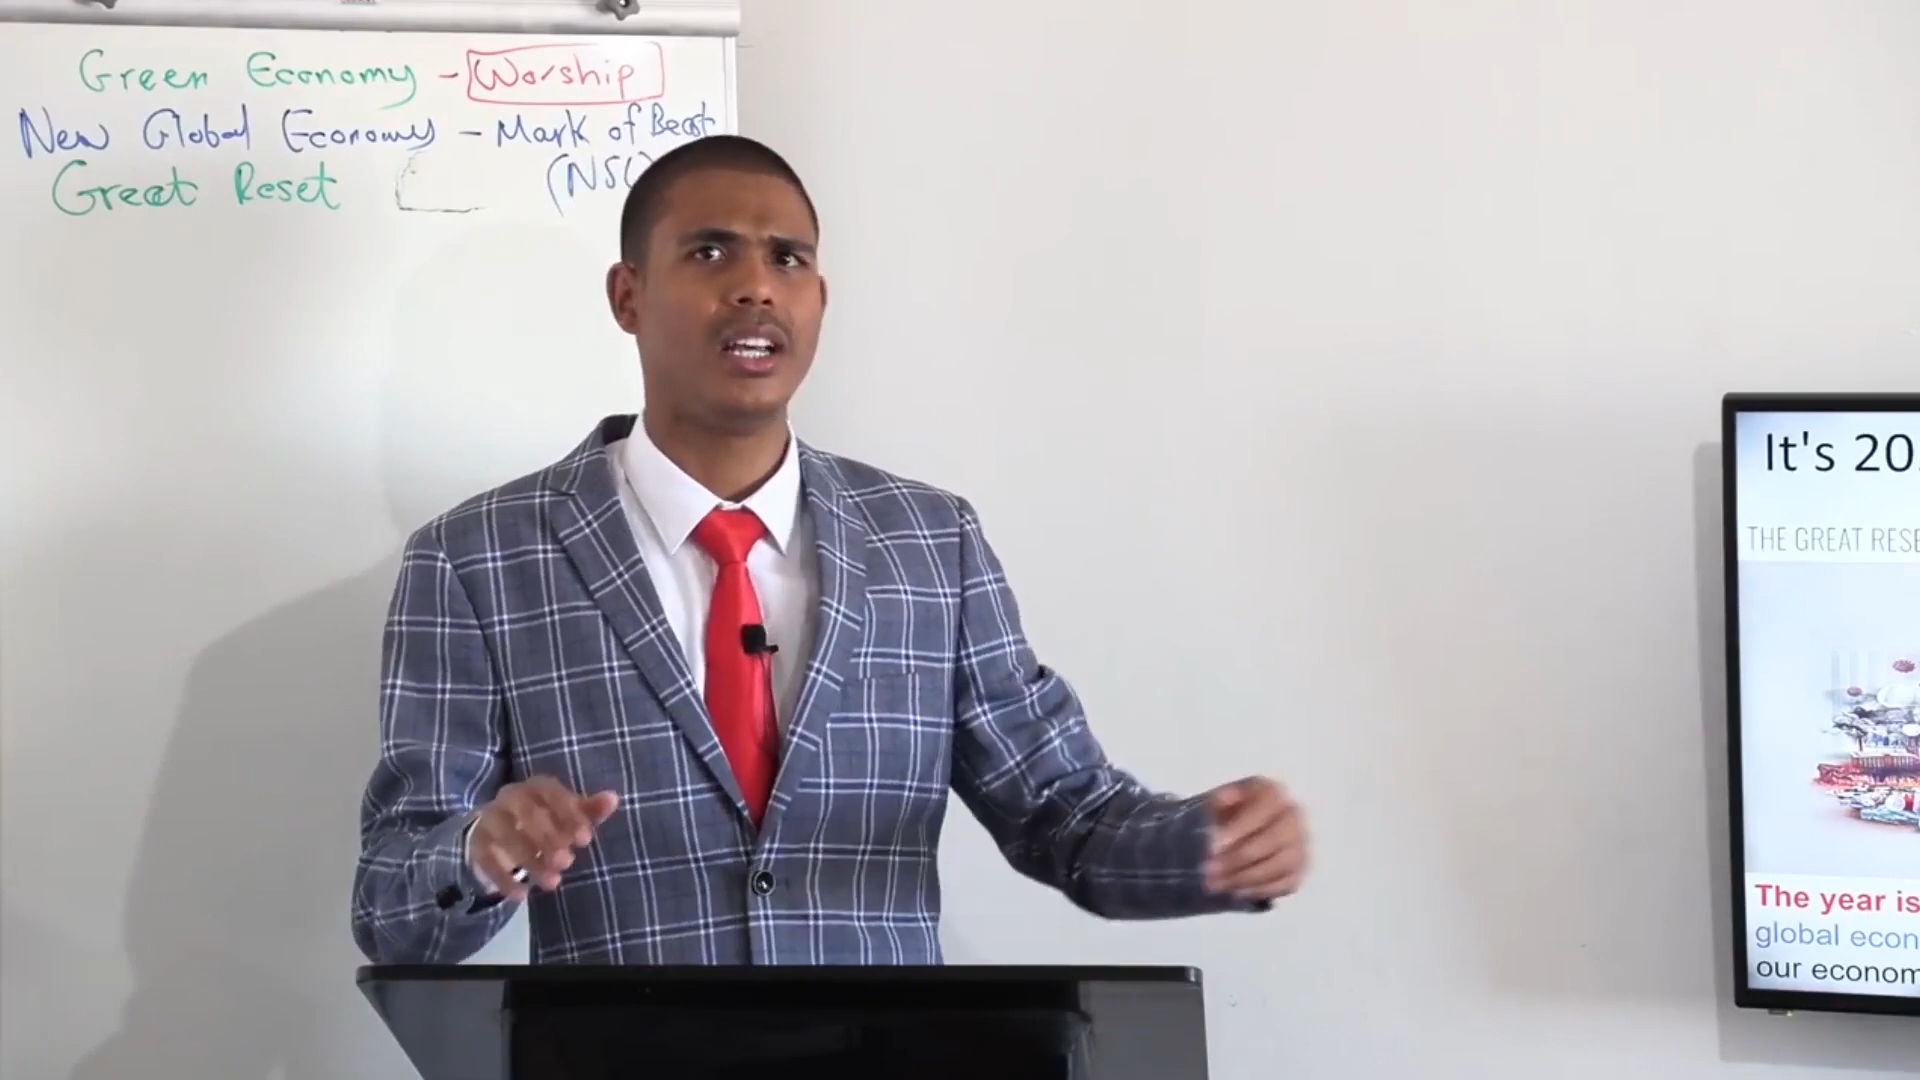 Green Economy - Worship
New Global Economy - Mark of Beast
Great Reset (NSL
It's 20
THE GREAT RESE
The year is
global econ
our econom